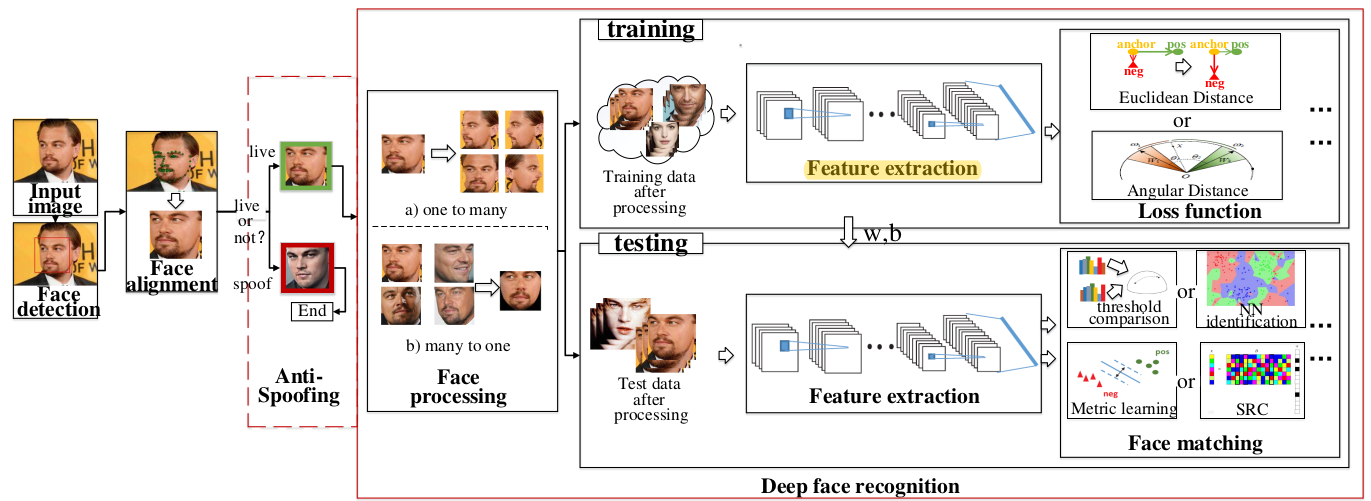 Input
image
Face
detection
Face
alignment
live
live
or
not?
spoof
End
Anti-
Spoofing
a) one to many
b) many to one
Face
processing
training
Training data
after
processing
Feature extraction
anchor pos anchor pos
neg
neg
Euclidean Distance
or
Angular Distance
...
...
Loss function
w,b
testing
Test data
after
processing
Feature extraction
threshold
comparison
or
NN
identification
...
pos
neg
Metric learning
or
SRC
...
Face matching
Deep face recognition